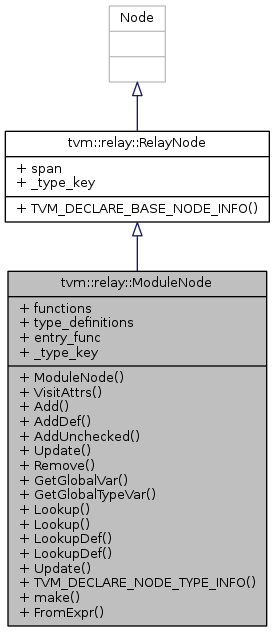 Node
tvm::relay::RelayNode
+ span
+ _type_key
+ TVM_DECLARE_BASE_NODE_INFO()
tvm::relay::ModuleNode
+ functions
+ type_definitions
+ entry_func
+ _type_key
+ ModuleNode()
+ VisitAttrs()
+ Add()
+ AddDef()
+ AddUnchecked()
+ Update()
+ Remove()
+ GetGlobalVar()
+ GetGlobalTypeVar()
+ Lookup()
+ Lookup()
+ LookupDef()
+ LookupDef()
+ Update()
+ TVM_DECLARE_NODE_TYPE_INFO()
+ make()
+ FromExpr()